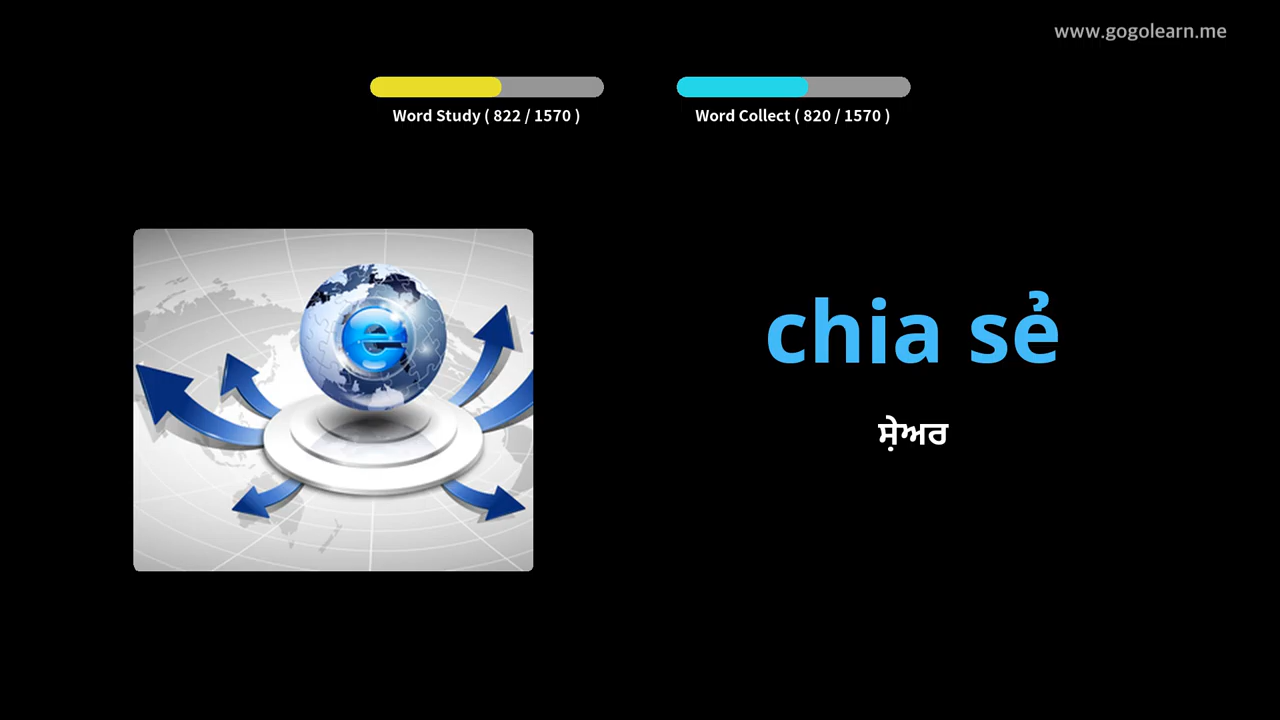 www.gogolearn.me
Word Study ( 822 / 1570 )
Word Collect ( 820 / 1570 )
e
chia sẻ
ਸ਼ੇਅਰ